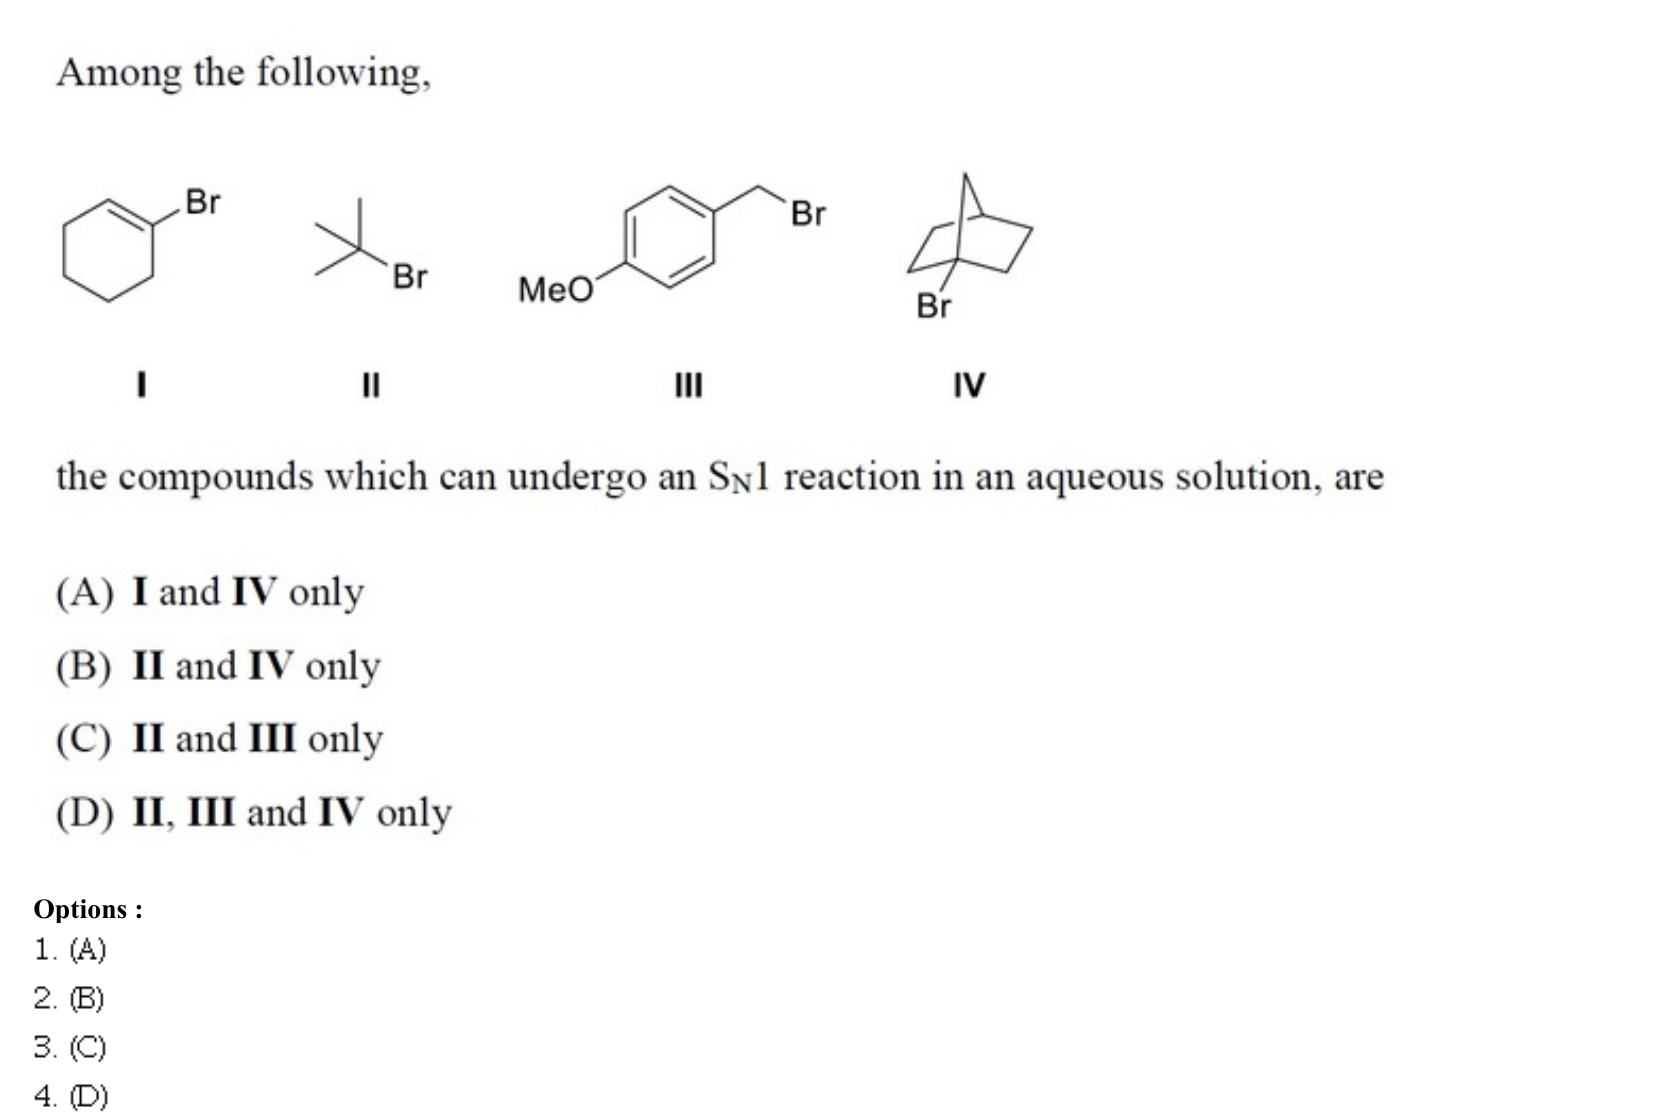 Among the following,
Br
Br
MeO
Br
Br
I
II
III
IV
the compounds which can undergo an SN1 reaction in an aqueous solution, are
(A) I and IV only
(B) II and IV only
(C) II and III only
(D) II, III and IV only
Options :
1. (A)
2. (B)
3. (C)
4. (D)